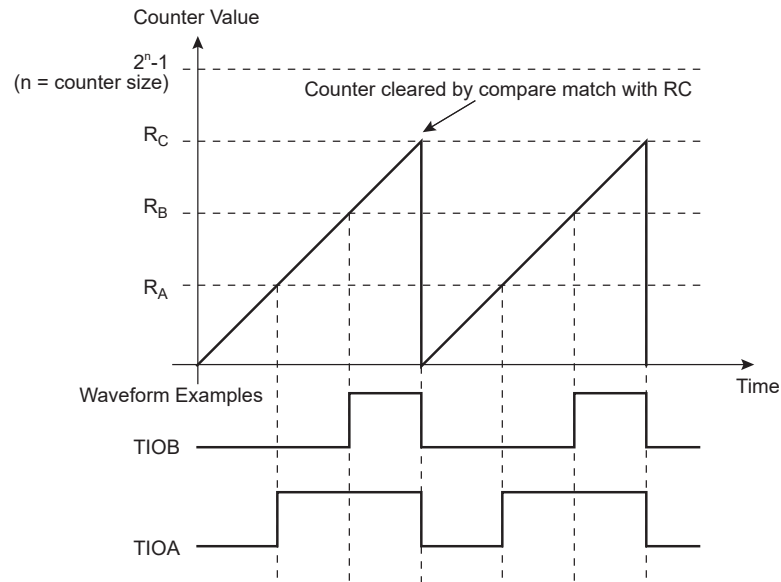 Counter Value
2ⁿ-1
(n = counter size)
Counter cleared by compare match with RC
R_C
R_B
R_A
Time
Waveform Examples
TIOB
TIOA